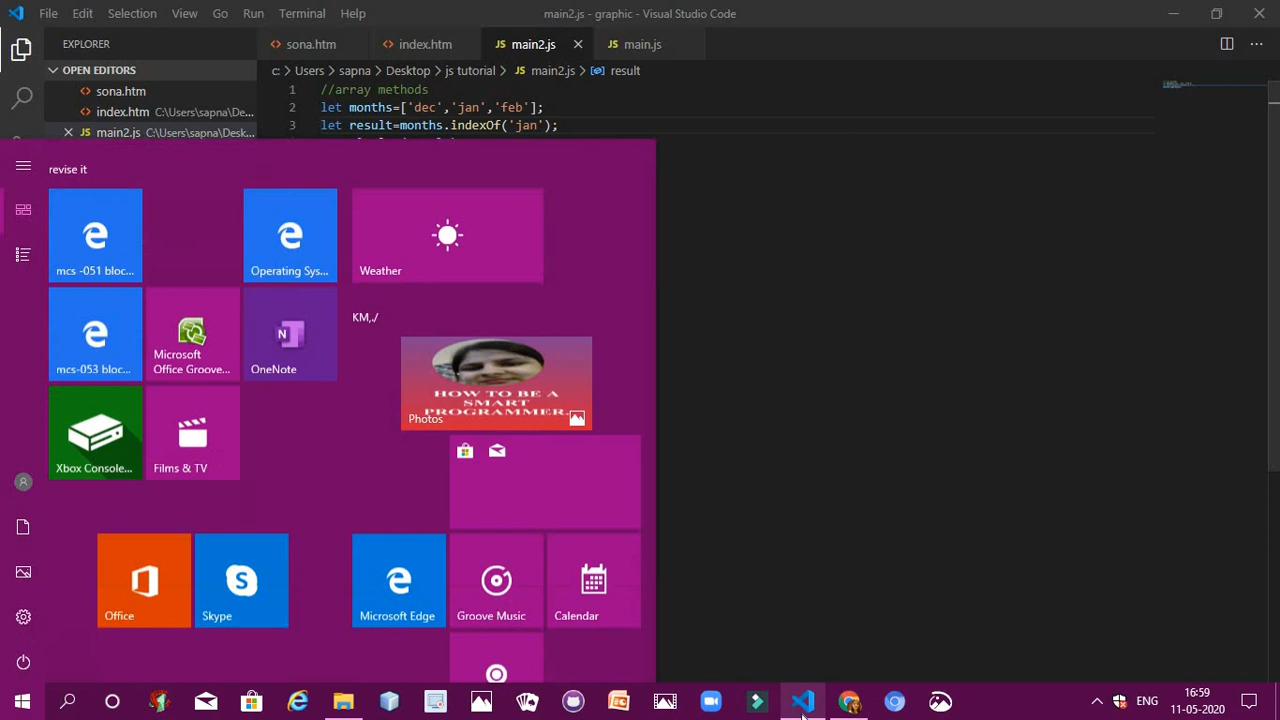 File Edit Selection View Go Run Terminal Help
main2.js - graphic - Visual Studio Code
EXPLORER
sona.htm
index.htm
JS main2.js
JS main.js
OPEN EDITORS
C: > Users > sapna > Desktop > js tutorial > JS main2.js > result
sona.htm
index.htm C:\Users\sapna\De...
JS main2.js C:\Users\sapna\Desk...
1 //array methods
2 let months=['dec','jan','feb'];
3 let result=months.indexOf('jan');
revise it
mcs -051 bloc...
Operating Sys...
Weather
mcs-053 bloc...
Microsoft
Office Groove...
OneNote
KM,./
HOW TO BE A
SMART
PROGRAMMER.
Photos
Xbox Console...
Films & TV
Office
Skype
Microsoft Edge
Groove Music
Calendar
ENG
16:59
11-05-2020